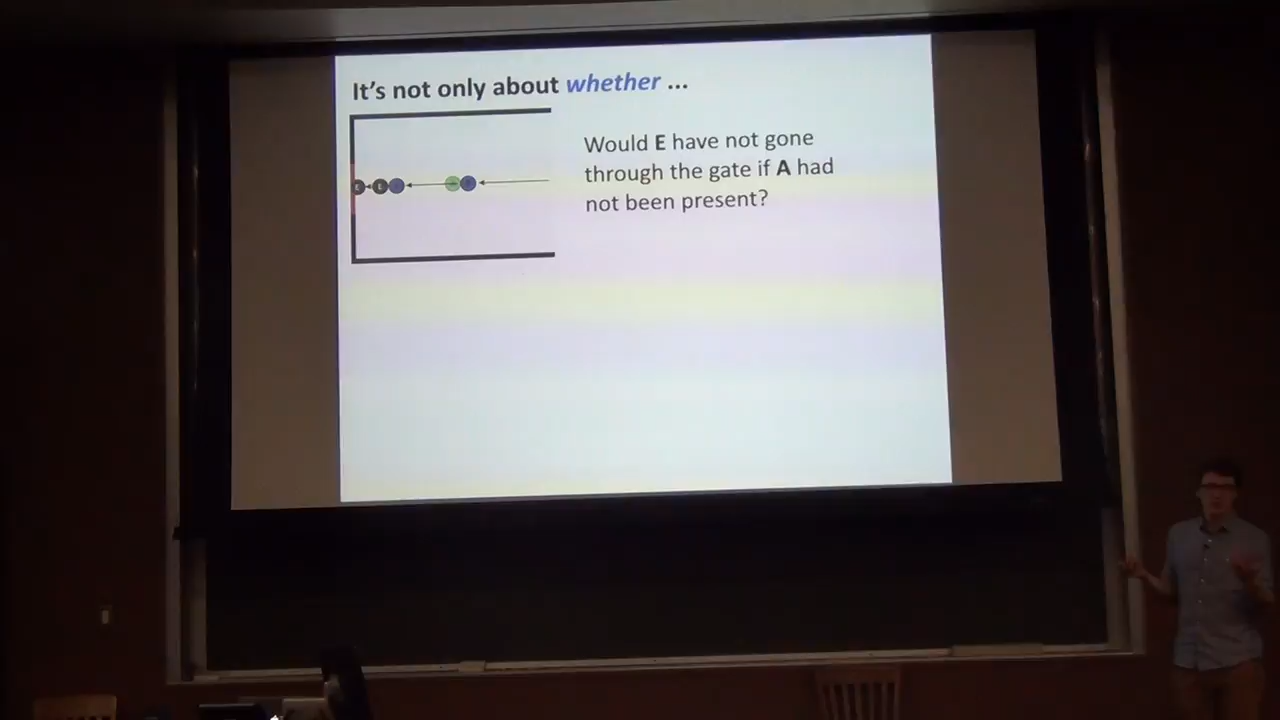 It's not only about whether ...
Would E have not gone
through the gate if A had
not been present?